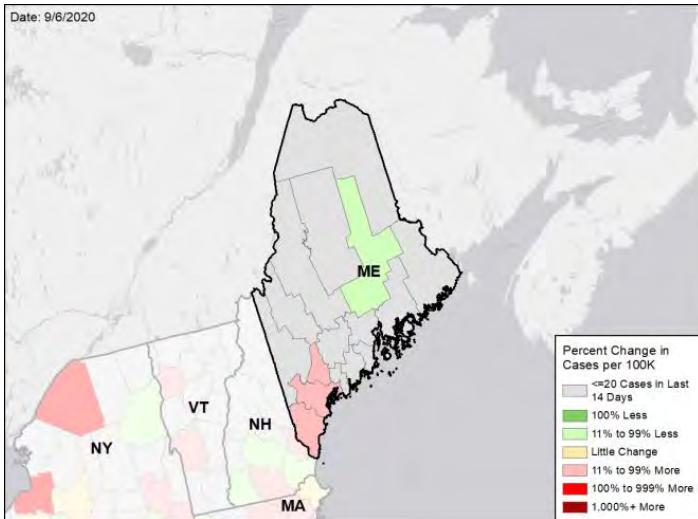 Date: 9/6/2020
ME
VT
NH
NY
MA
Percent Change in
Cases per 100K
<=20 Cases in Last
14 Days
100% Less
11% to 99% Less
Little Change
11% to 99% More
100% to 999% More
1,000%+ More